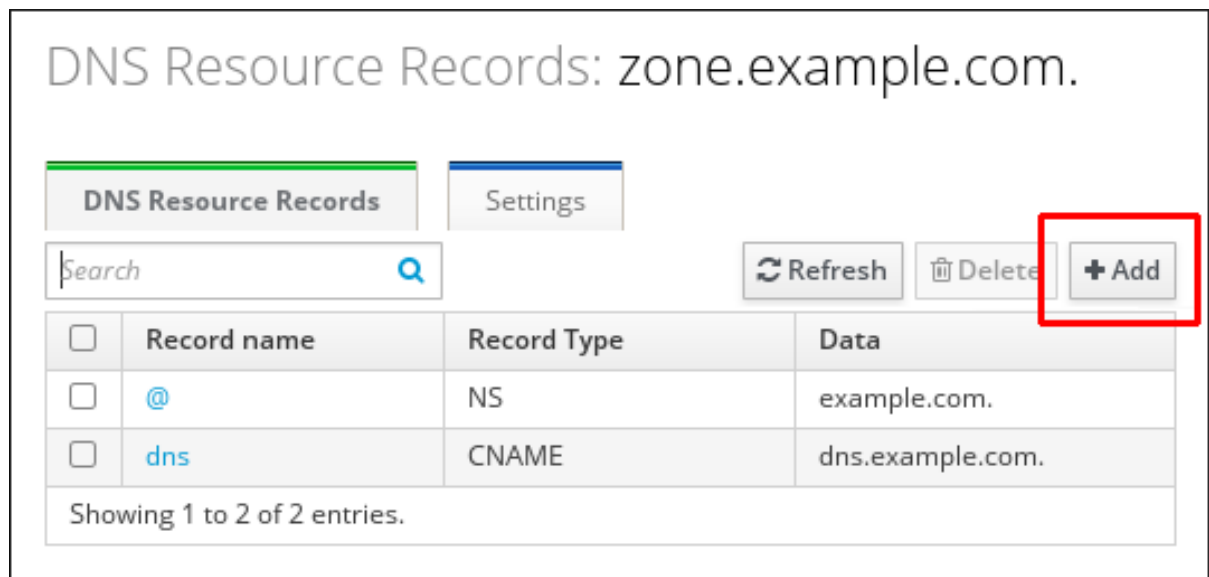 DNS Resource Records: zone.example.com.
DNS Resource Records Settings
Search Refresh Delete Add
Record name Record Type Data
@ NS example.com.
dns CNAME dns.example.com.
Showing 1 to 2 of 2 entries.